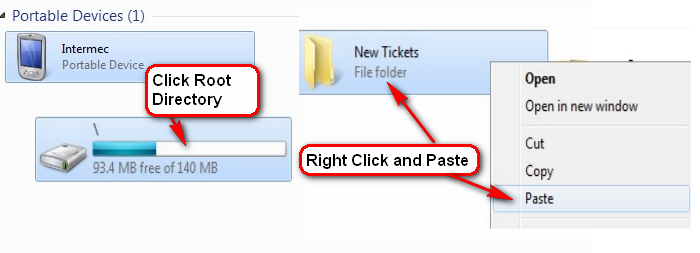 Portable Devices (1)
Intermec
Portable Device
Click Root
Directory
\
93.4 MB free of 140 MB
New Tickets
File folder
Right Click and Paste
Open
Open in new window
Cut
Copy
Paste